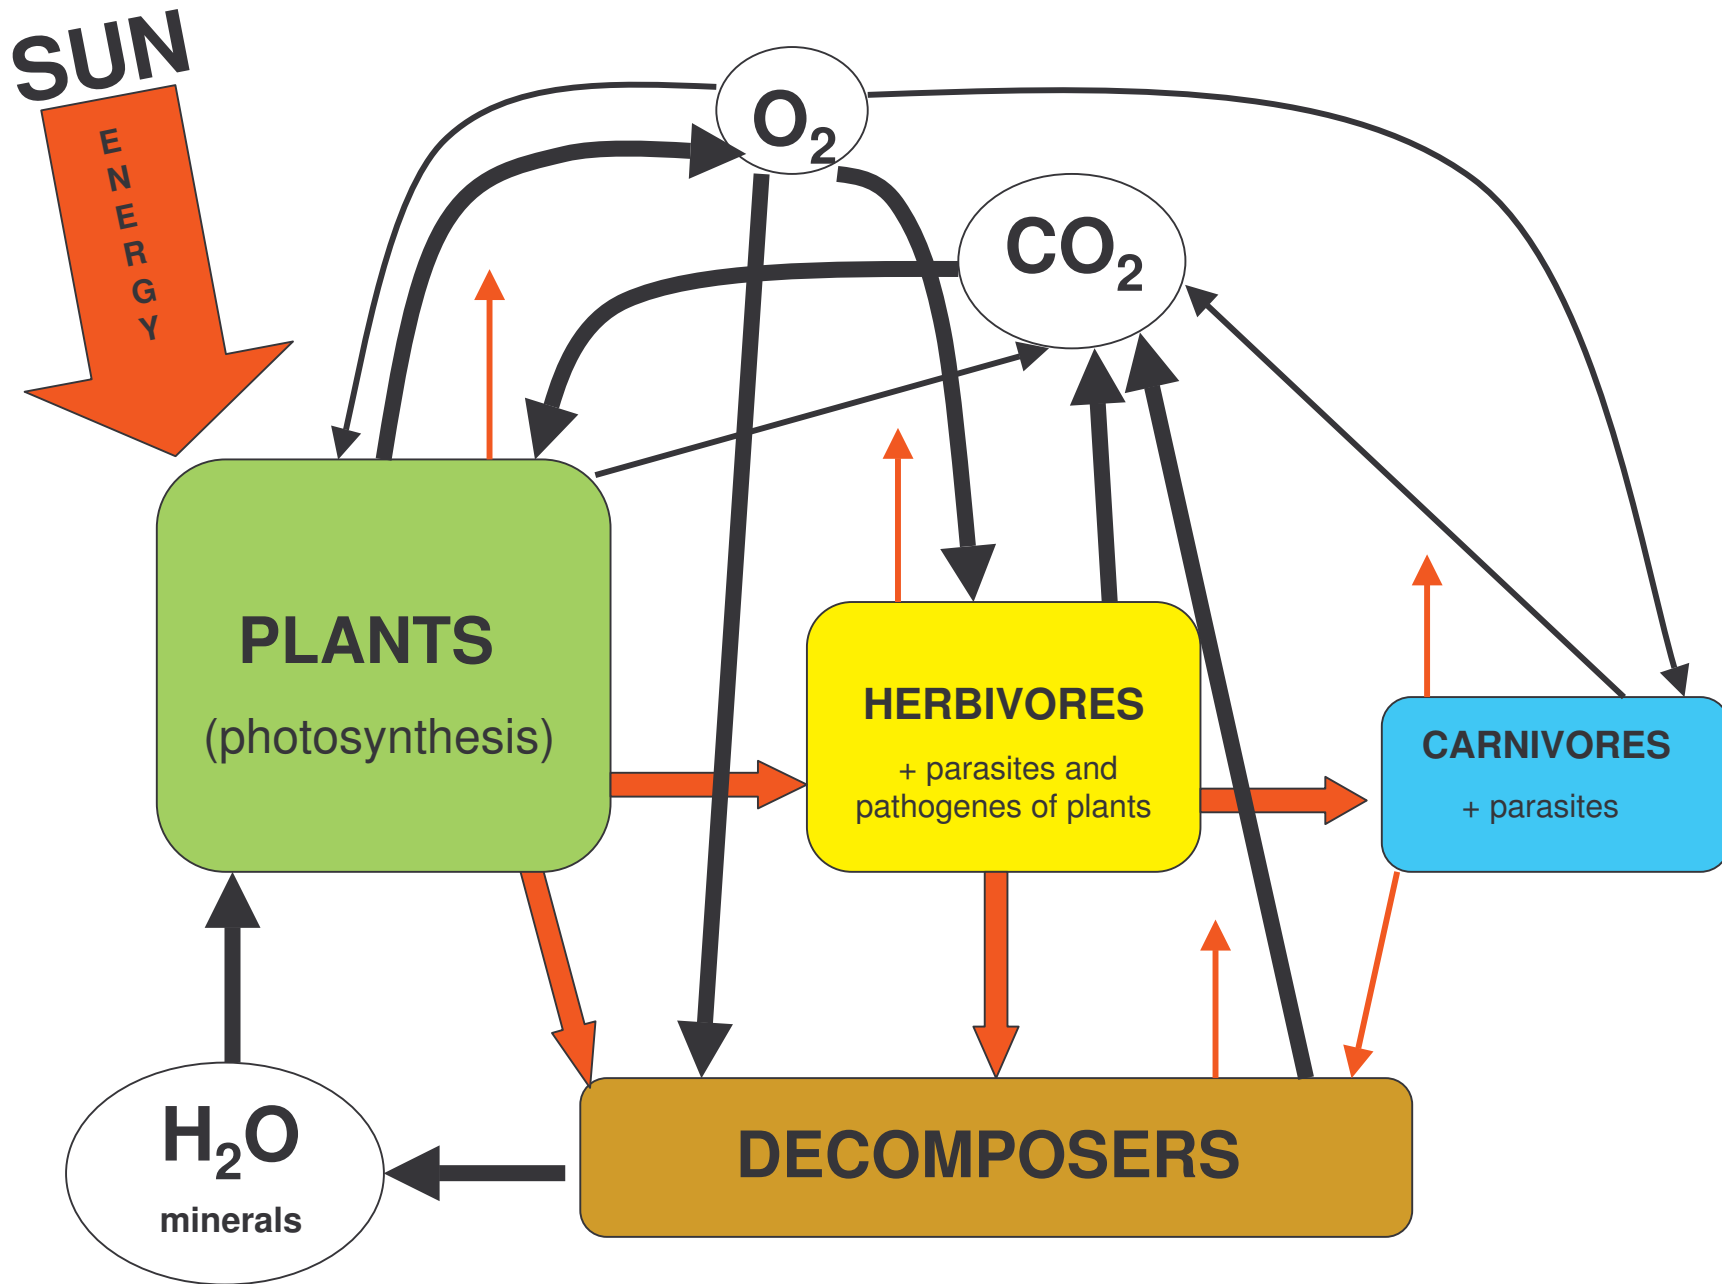 SUN
ENERGY
O₂
CO₂
PLANTS
(photosynthesis)
HERBIVORES
+ parasites and
pathogenes of plants
CARNIVORES
+ parasites
H₂O
minerals
DECOMPOSERS